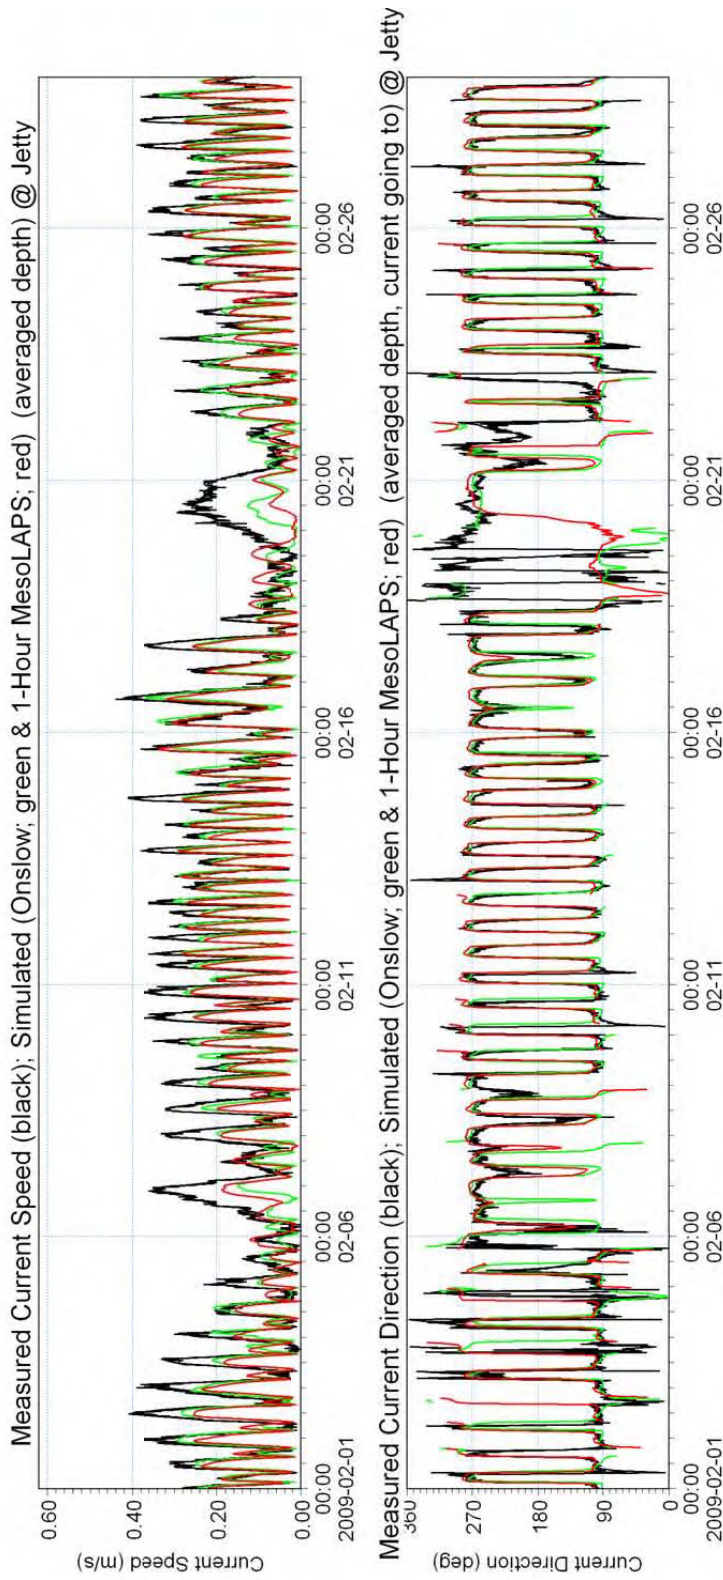 Measured Current Speed (black); Simulated (Onslow; green & 1-Hour MesoLAPS; red) (averaged depth) @ Jetty
Current Speed (m/s)
0.60
0.40
0.20
0.00
00:00 00:00 00:00 00:00 00:00 00:00
2009-02-01 02-06 02-11 02-16 02-21 02-26
Measured Current Direction (black); Simulated (Onslow; green & 1-Hour MesoLAPS; red) (averaged depth, current going to) @ Jetty
Current Direction (deg)
360
270
180
90
0
00:00 00:00 00:00 00:00 00:00 00:00
2009-02-01 02-06 02-11 02-16 02-21 02-26